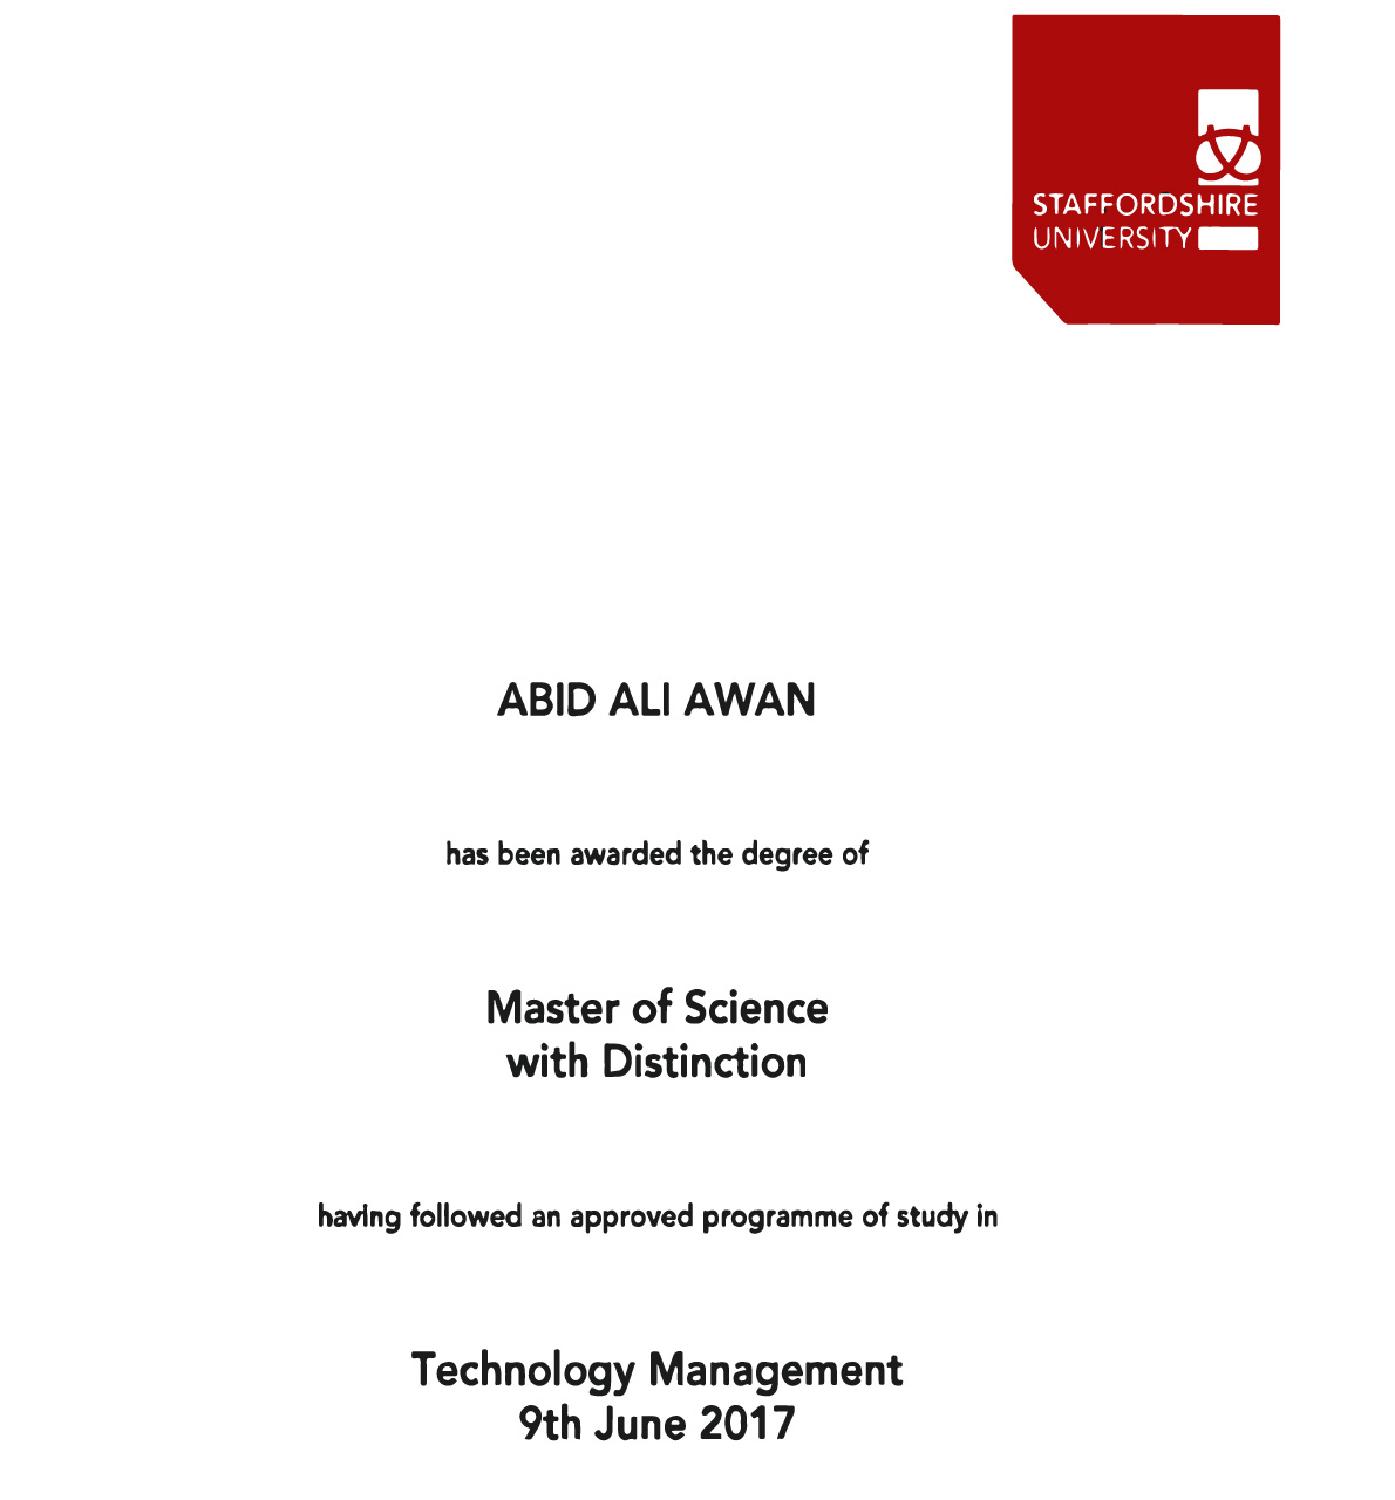 STAFFORDSHIRE
UNIVERSITY
ABID ALI AWAN
has been awarded the degree of
Master of Science
with Distinction
having followed an approved programme of study in
Technology Management
9th June 2017